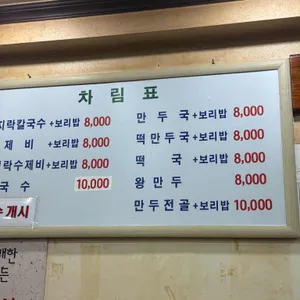 차림표
지락칼국수+보리밥 8,000
제비+보리밥 8,000
락수제비+보리밥 8,000
국수 10,000
만두국+보리밥 8,000
떡만두국+보리밥 8,000
떡국+보리밥 8,000
왕만두 8,000
만두전골+보리밥 10,000
개시
배한
든